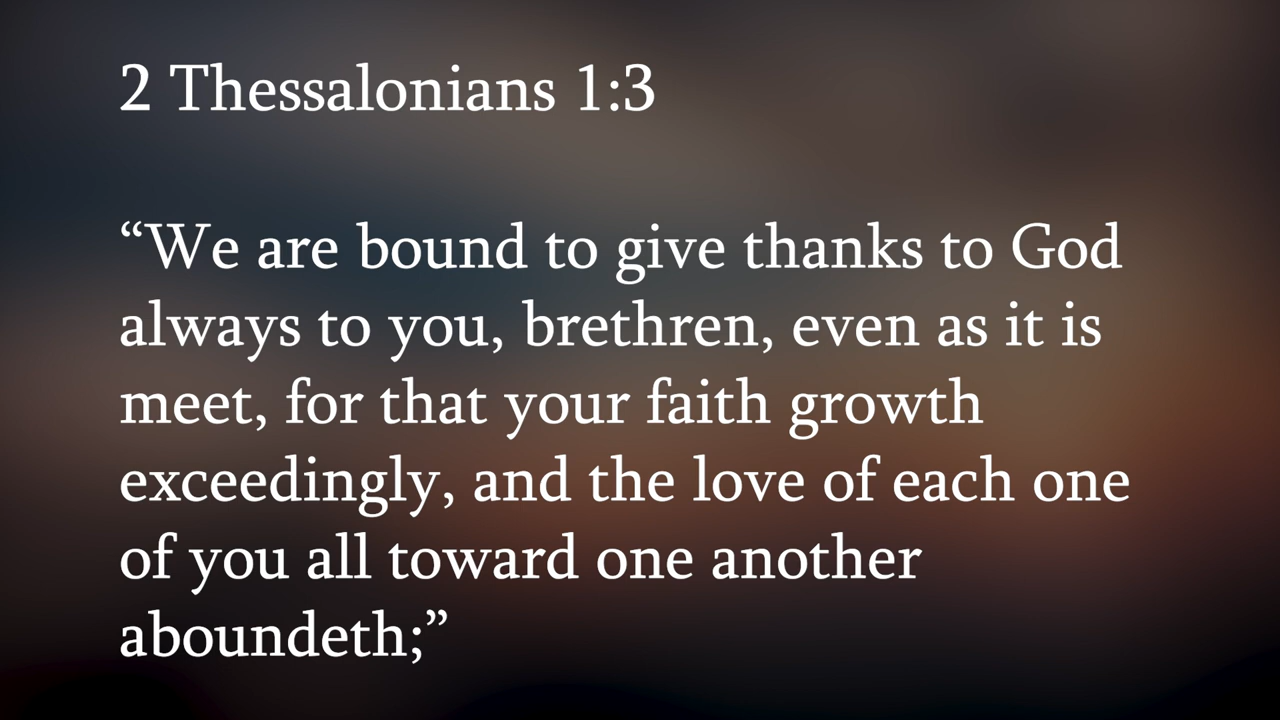 2 Thessalonians 1:3
“We are bound to give thanks to God
always to you, brethren, even as it is
meet, for that your faith growth
exceedingly, and the love of each one
of you all toward one another
aboundeth;”